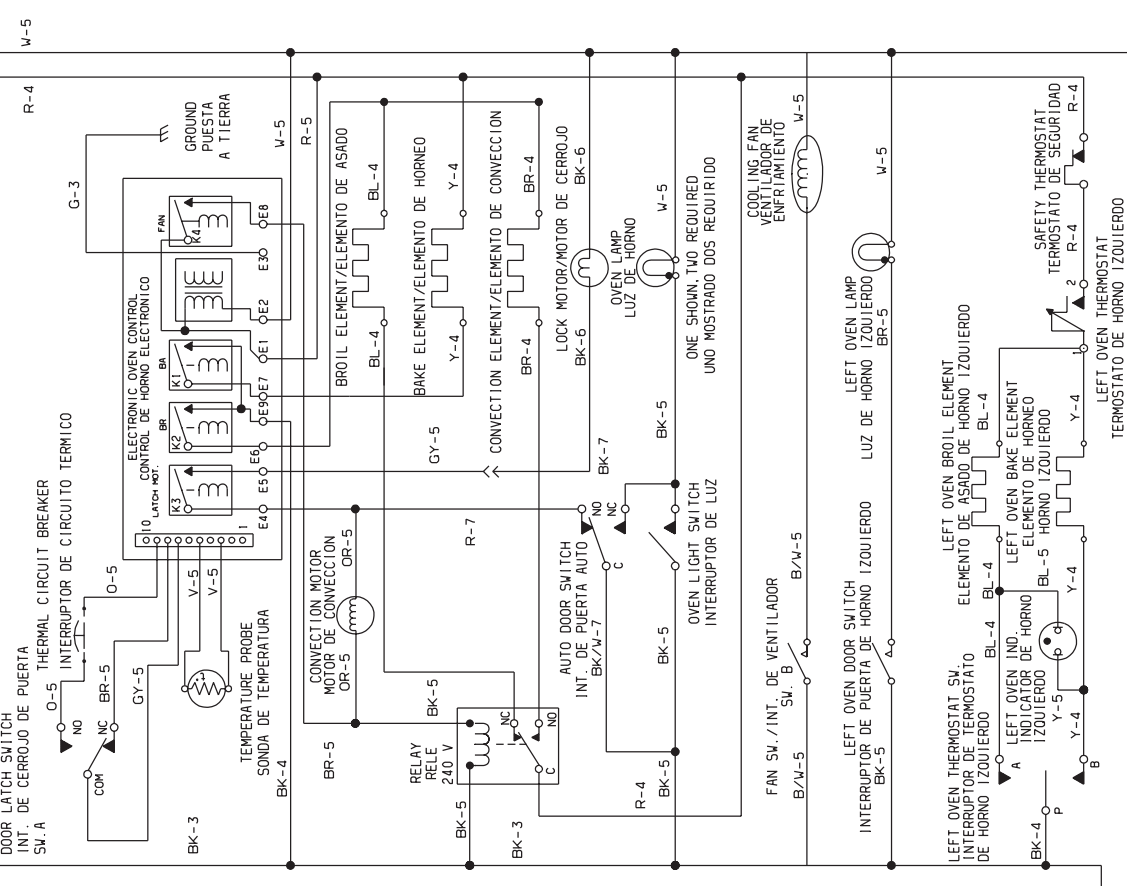 W-5
R-4
G-3
GROUND
PUESTA
A TIERRA
W-5
R-5
ELECTRONIC OVEN CONTROL
CONTROL DE HORNO ELECTRONICO
LATCH MOT.
BR
BA
FAN
K3
K2
K1
K4
10
1
E4
E5
E6
E9
E7
E1
E2
E3
E8
THERMAL CIRCUIT BREAKER
INTERRUPTOR DE CIRCUITO TERMICO
O-5
O-5
DOOR LATCH SWITCH
INT. DE CERROJO DE PUERTA
SW.A
NO
NC
COM
BR-5
GY-5
V-5
V-5
TEMPERATURE PROBE
SONDA DE TEMPERATURA
BK-3
BK-4
BR-5
CONVECTION MOTOR
MOTOR DE CONVECCION
OR-5
OR-5
BROIL ELEMENT/ELEMENTO DE ASADO
BL-4
BL-4
BAKE ELEMENT/ELEMENTO DE HORNEO
Y-4
Y-4
CONVECTION ELEMENT/ELEMENTO DE CONVECCION
BR-4
BR-4
GY-5
R-7
BK-5
RELAY
RELE
240 V
NC
NO
C
BK-5
BK-3
LOCK MOTOR/MOTOR DE CERROJO
BK-6
BK-6
BK-7
OVEN LAMP
LUZ DE HORNO
W-5
ONE SHOWN.TWO REQUIRED
UNO MOSTRADO DOS REQUIRIDO
BK-5
AUTO DOOR SWITCH
INT. DE PUERTA AUTO
NO
NC
C
BK/W-7
OVEN LIGHT SWITCH
INTERRUPTOR DE LUZ
BK-5
BK-5
R-4
COOLING FAN
VENTILADOR DE
ENFRIAMIENTO
W-5
B/W-5
FAN SW./INT. DE VENTILADOR
SW. B
B/W-5
LEFT OVEN LAMP
LUZ DE HORNO IZQUIERDO
W-5
BR-5
LEFT OVEN DOOR SWITCH
INTERRUPTOR DE PUERTA DE HORNO IZQUIERDO
BK-5
SAFETY THERMOSTAT
TERMOSTATO DE SEGURIDAD
R-4
R-4
LEFT OVEN THERMOSTAT
TERMOSTATO DE HORNO IZQUIERDO
2
1
LEFT OVEN BROIL ELEMENT
ELEMENTO DE ASADO DE HORNO IZQUIERDO
BL-4
BL-4
LEFT OVEN BAKE ELEMENT
ELEMENTO DE HORNEO
HORNO IZQUIERDO
Y-4
Y-4
BL-5
BL-4
LEFT OVEN IND.
INDICADOR DE HORNO
IZQUIERDO
Y-5
Y-4
LEFT OVEN THERMOSTAT SW.
INTERRUPTOR DE TERMOSTATO
DE HORNO IZQUIERDO
A
B
P
BK-4